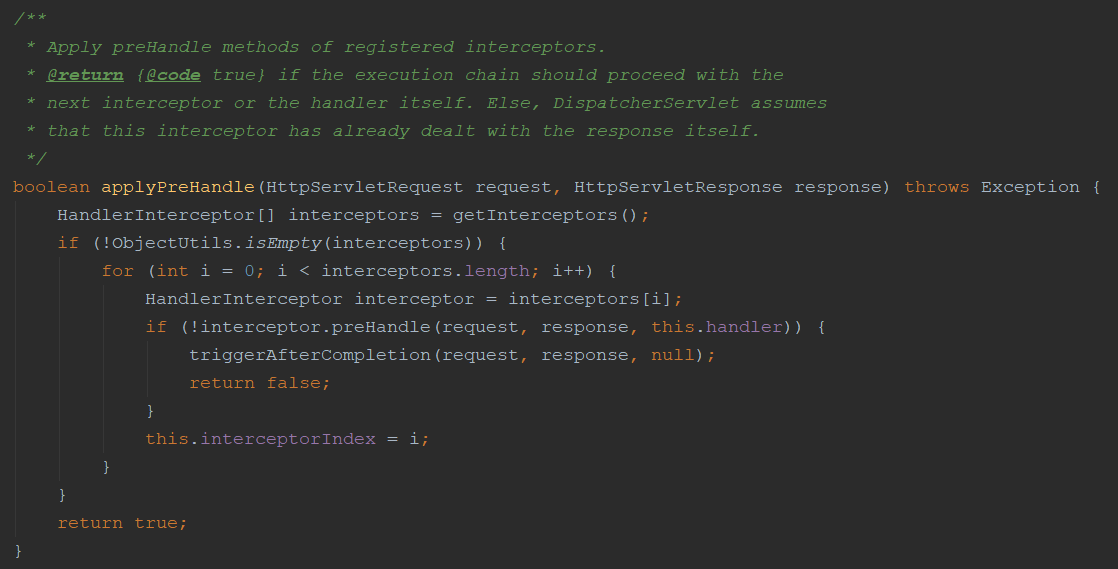 /**
 * Apply preHandle methods of registered interceptors.
 * @return {@code true} if the execution chain should proceed with the
 * next interceptor or the handler itself. Else, DispatcherServlet assumes
 * that this interceptor has already dealt with the response itself.
 */
boolean applyPreHandle(HttpServletRequest request, HttpServletResponse response) throws Exception {
    HandlerInterceptor[] interceptors = getInterceptors();
    if (!ObjectUtils.isEmpty(interceptors)) {
        for (int i = 0; i < interceptors.length; i++) {
            HandlerInterceptor interceptor = interceptors[i];
            if (!interceptor.preHandle(request, response, this.handler)) {
                triggerAfterCompletion(request, response, null);
                return false;
            }
            this.interceptorIndex = i;
        }
    }
    return true;
}